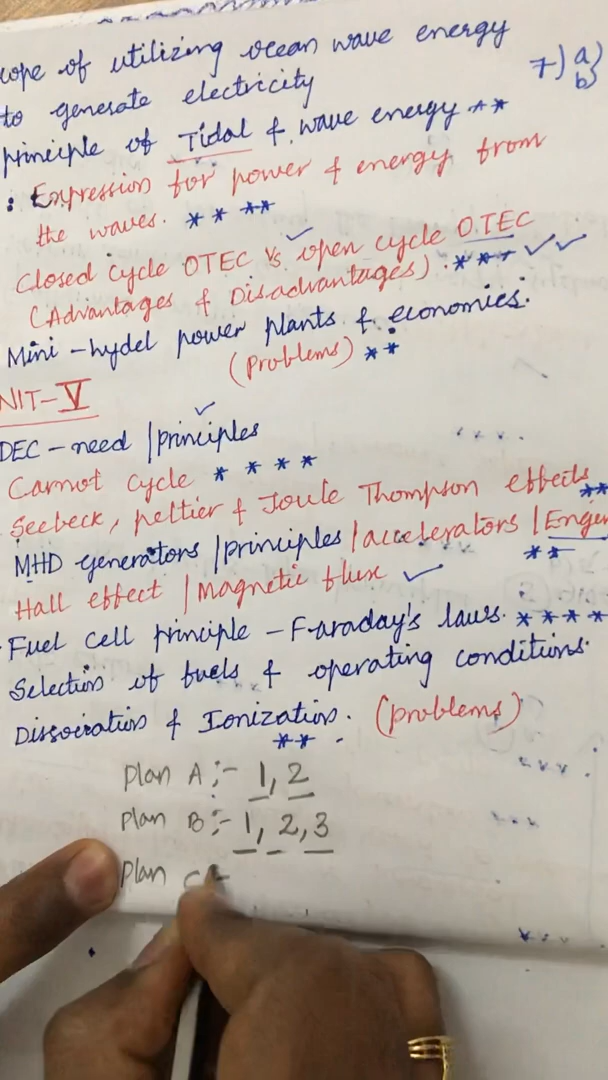 cope of utilizing ocean wave energy
to generate electricity
7) a)
b)
principle of Tidal & wave energy **
: Expression for power & energy from
the waves. * * **
Closed cycle OTEC Vs open cycle OTEC
(Advantages & Disadvantages). ***
Mini-hydel power plants & economics.
(Problems) **
NIT-V
DEC - need / principles
Carnot cycle * * * *
Seebeck, peltier & Joule Thompson effects **
MHD generators / principles / accelerators / Engen
**
Hall effect / Magnetic flux
Fuel cell principle - Faraday's laws. * * * *
Selection of fuels & operating conditions.
Dissociation & Ionization. (problems)
**
Plan A :- 1, 2
Plan B :- 1, 2, 3
Plan C